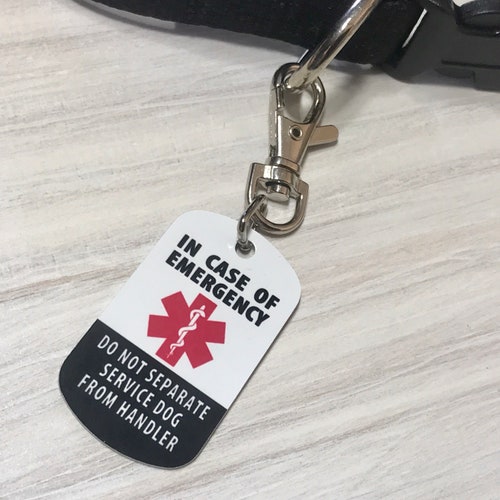 IN CASE OF
EMERGENCY
DO NOT SEPARATE
SERVICE DOG
FROM HANDLER